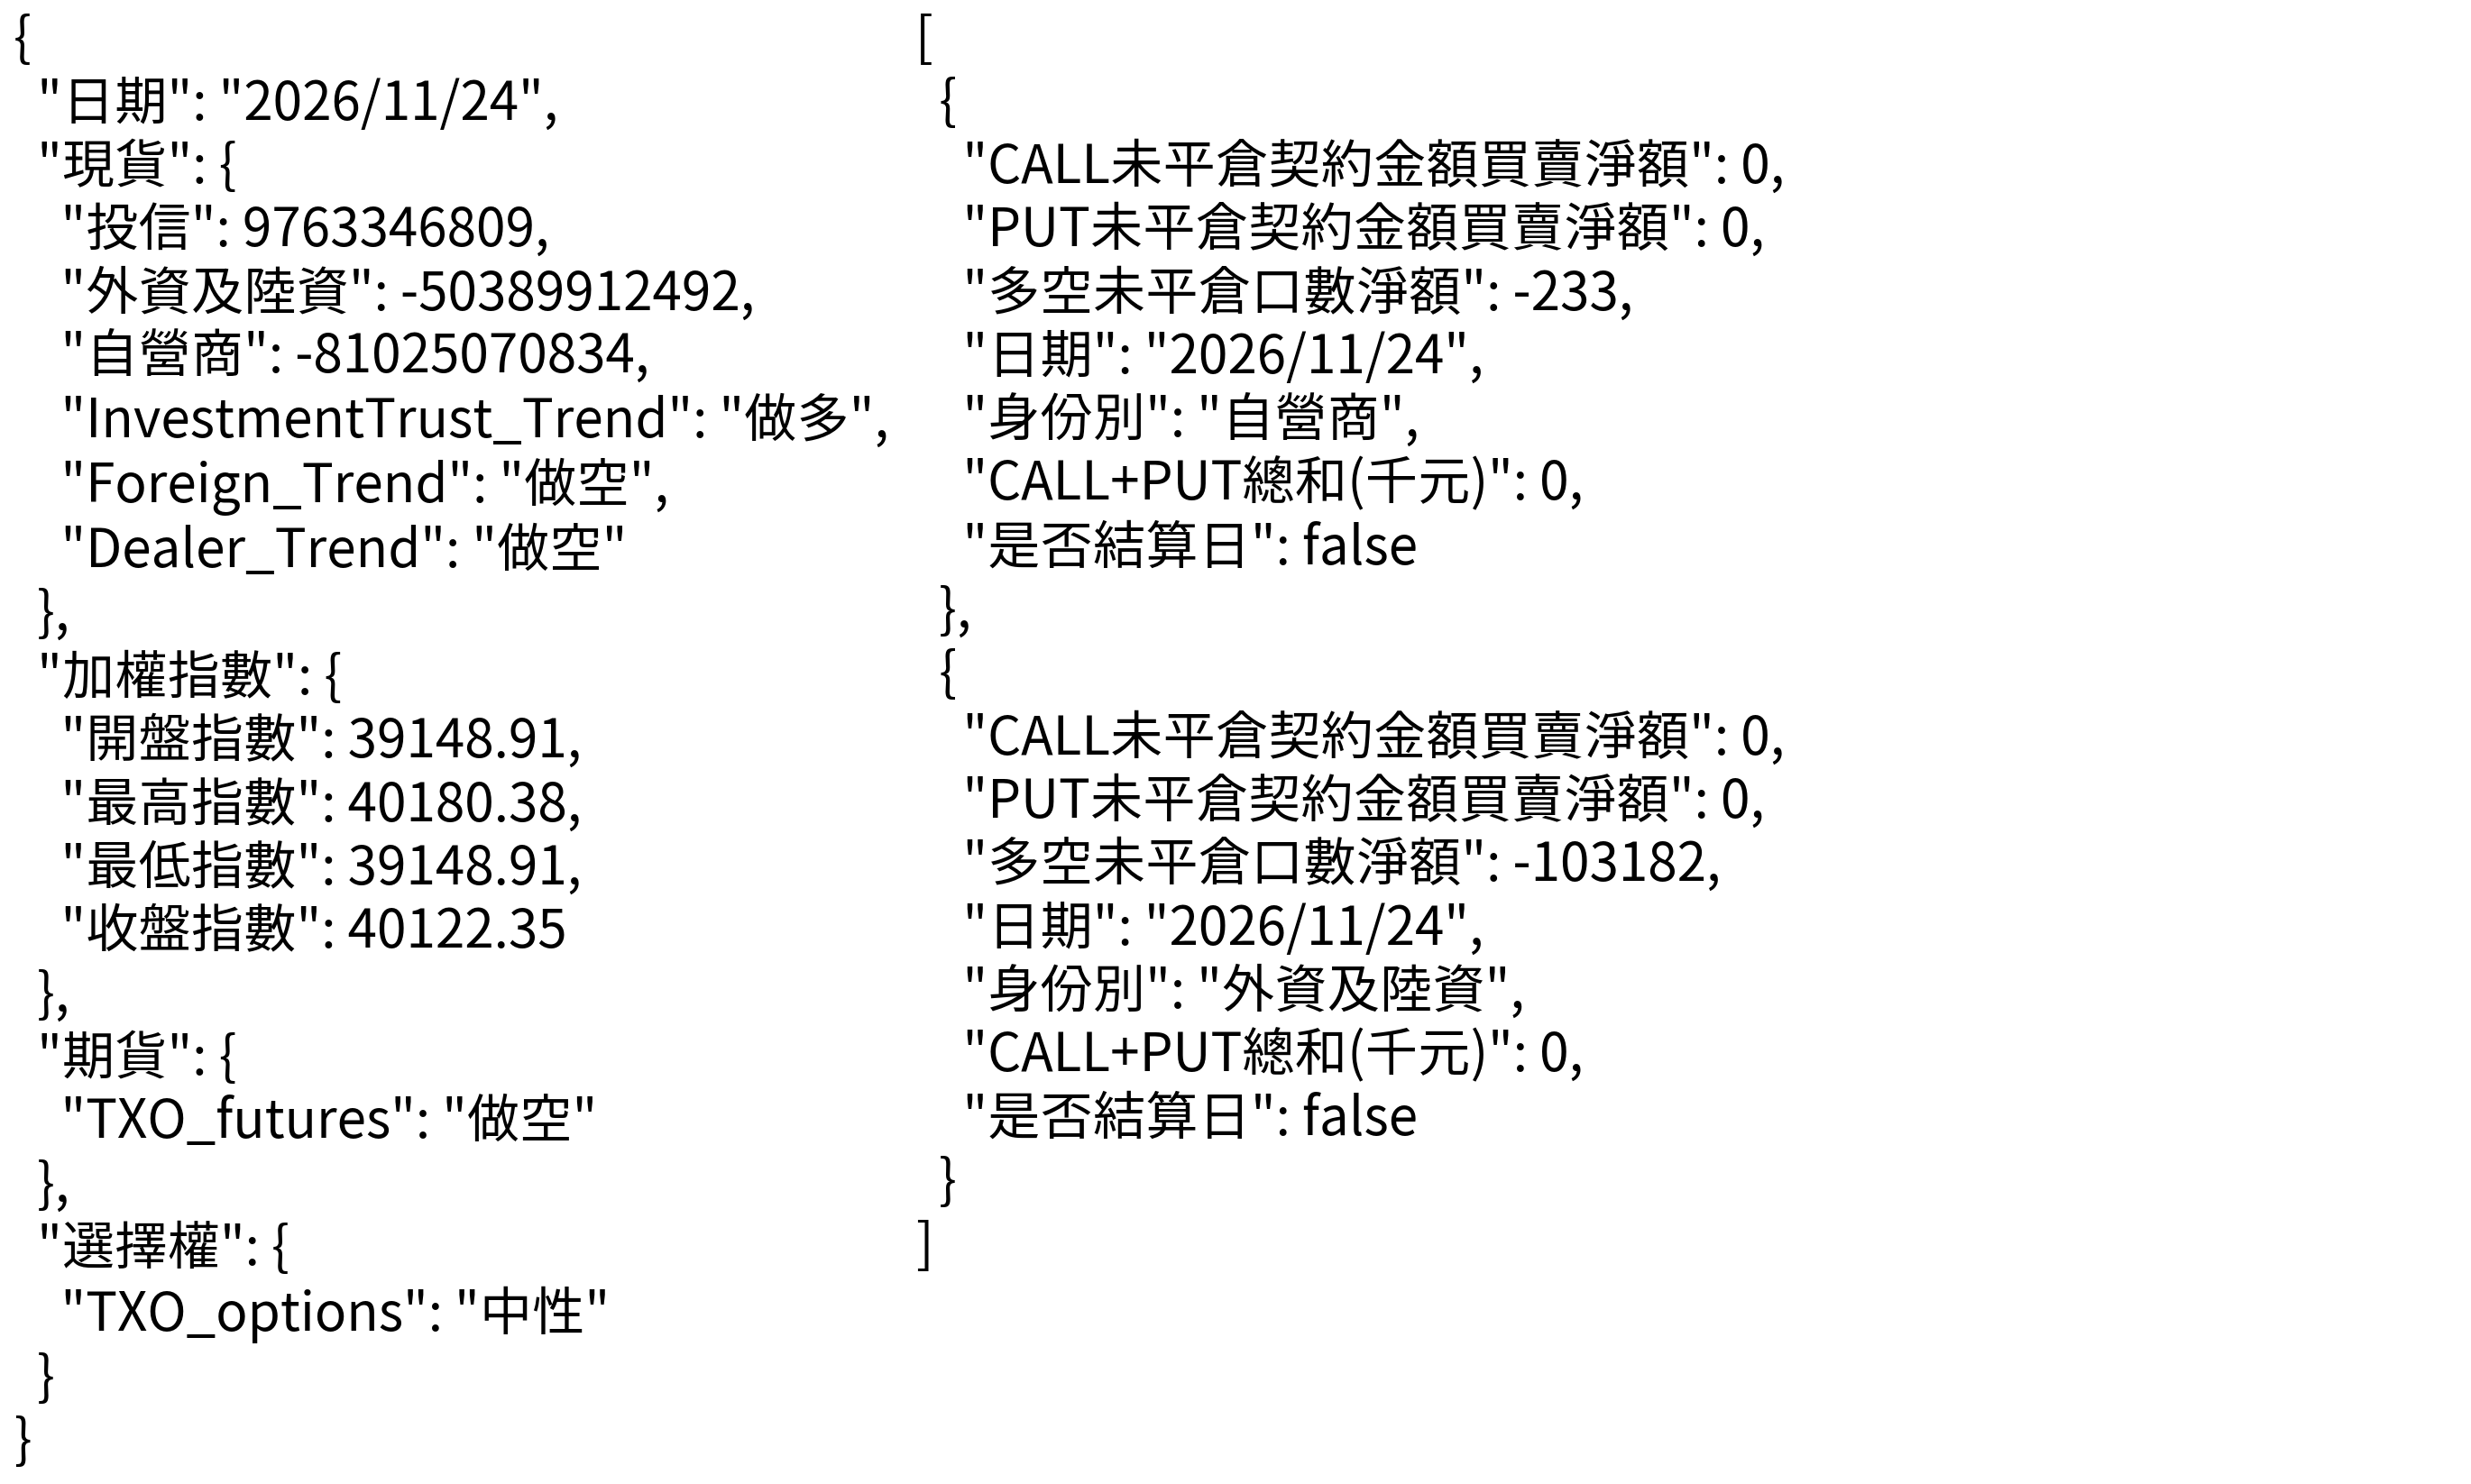 {
  "日期": "2026/11/24",
  "現貨": {
    "投信": 9763346809,
    "外資及陸資": -50389912492,
    "自營商": -81025070834,
    "InvestmentTrust_Trend": "做多",
    "Foreign_Trend": "做空",
    "Dealer_Trend": "做空"
  },
  "加權指數": {
    "開盤指數": 39148.91,
    "最高指數": 40180.38,
    "最低指數": 39148.91,
    "收盤指數": 40122.35
  },
  "期貨": {
    "TXO_futures": "做空"
  },
  "選擇權": {
    "TXO_options": "中性"
  }
}
[
  {
    "CALL未平倉契約金額買賣淨額": 0,
    "PUT未平倉契約金額買賣淨額": 0,
    "多空未平倉口數淨額": -233,
    "日期": "2026/11/24",
    "身份別": "自營商",
    "CALL+PUT總和(千元)": 0,
    "是否結算日": false
  },
  {
    "CALL未平倉契約金額買賣淨額": 0,
    "PUT未平倉契約金額買賣淨額": 0,
    "多空未平倉口數淨額": -103182,
    "日期": "2026/11/24",
    "身份別": "外資及陸資",
    "CALL+PUT總和(千元)": 0,
    "是否結算日": false
  }
]